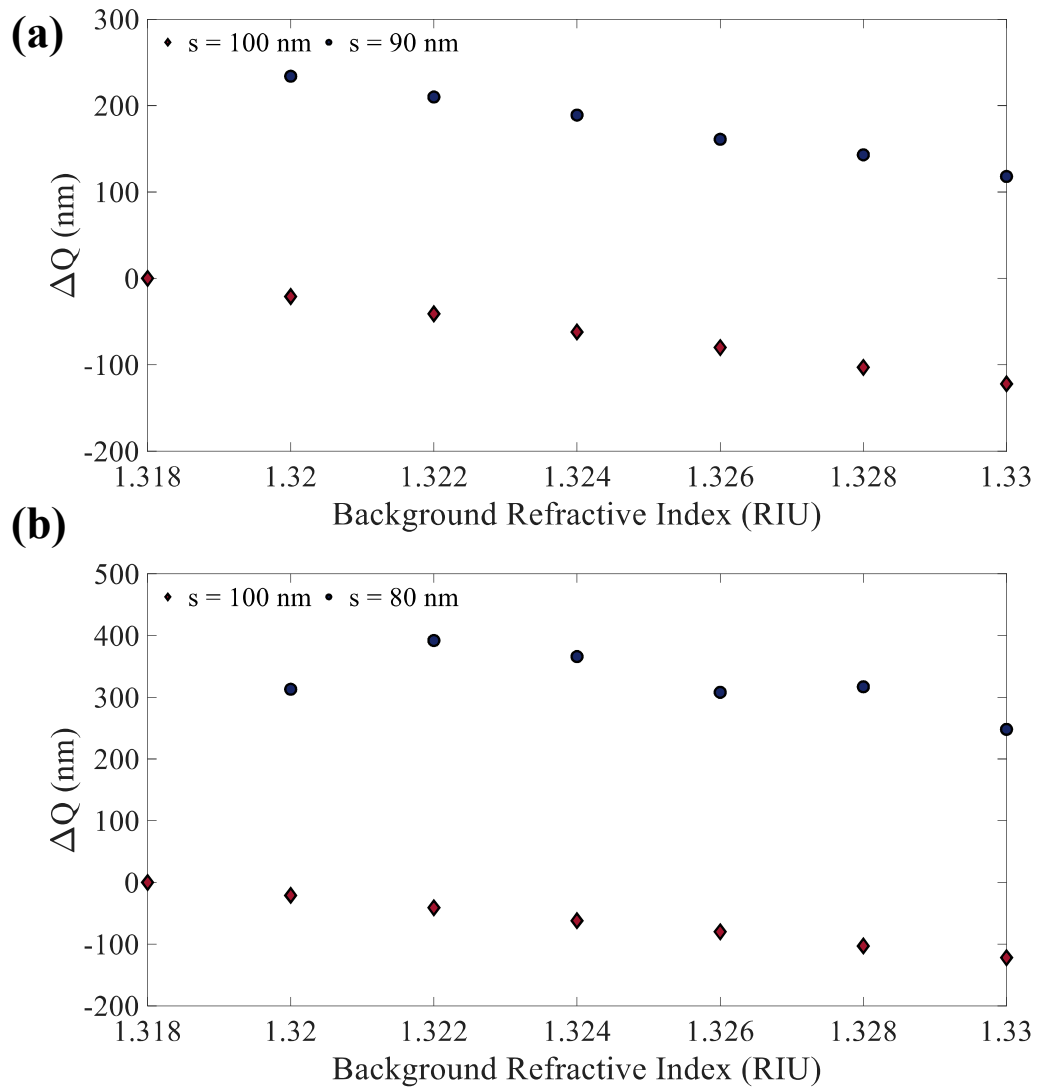 (a)
300
s = 100 nm s = 90 nm
200
100
0
-100
-200
ΔQ (nm)
1.318 1.32 1.322 1.324 1.326 1.328 1.33
Background Refractive Index (RIU)
(b)
500
s = 100 nm s = 80 nm
400
300
200
100
0
-100
-200
ΔQ (nm)
1.318 1.32 1.322 1.324 1.326 1.328 1.33
Background Refractive Index (RIU)